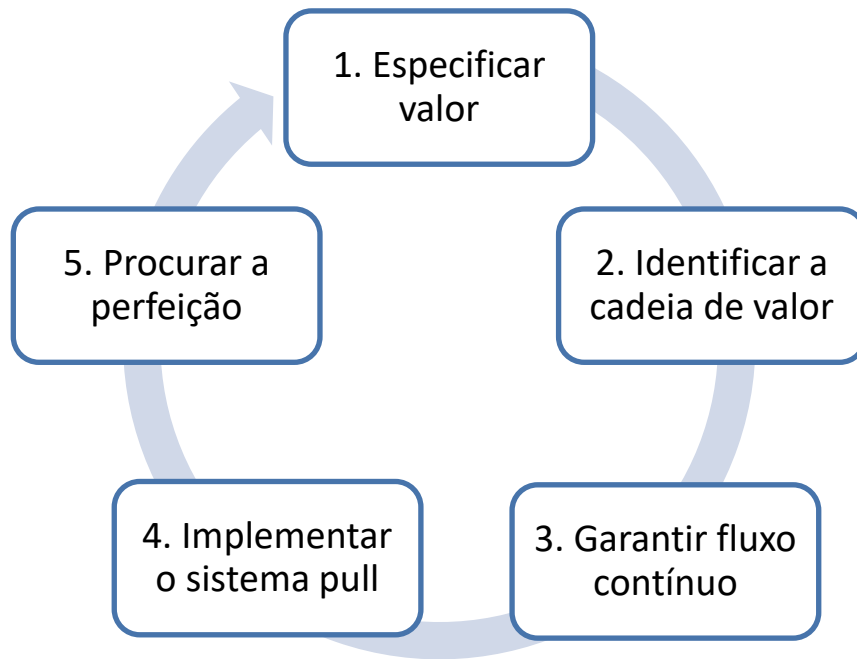 1. Especificar
valor
2. Identificar a
cadeia de valor
3. Garantir fluxo
contínuo
4. Implementar
o sistema pull
5. Procurar a
perfeição